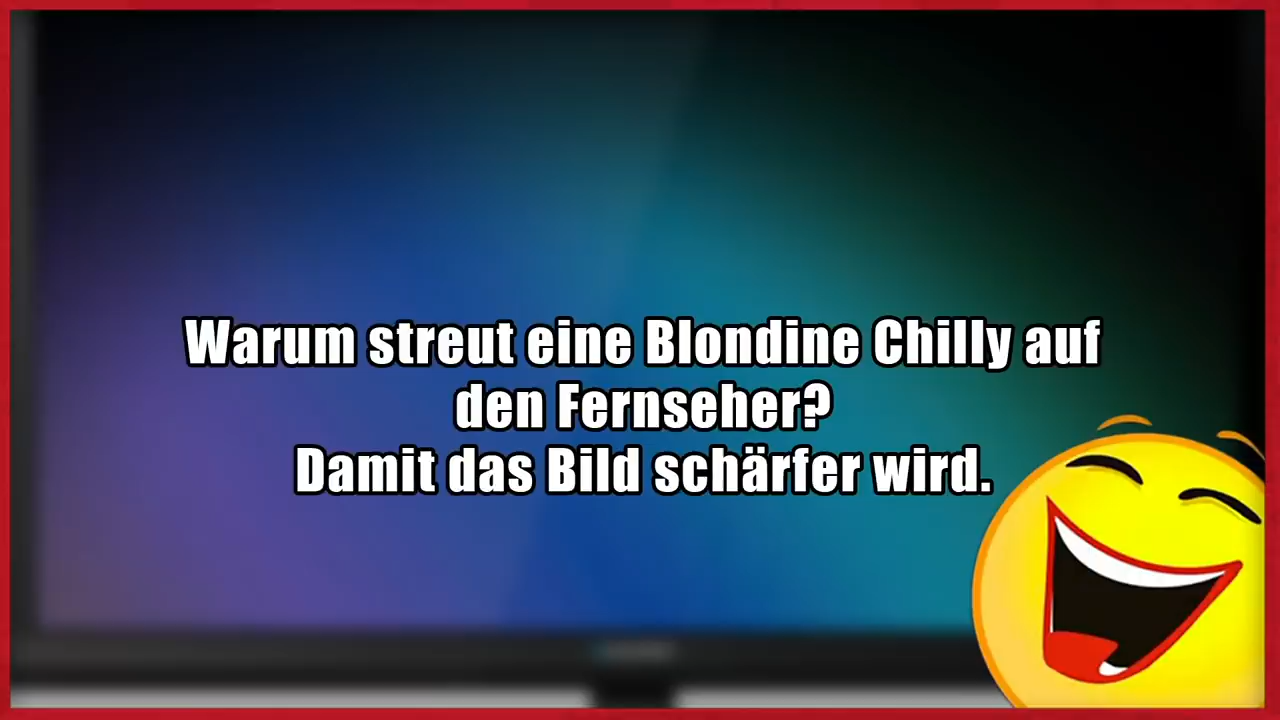 Warum streut eine Blondine Chilly auf
den Fernseher?
Damit das Bild schärfer wird.